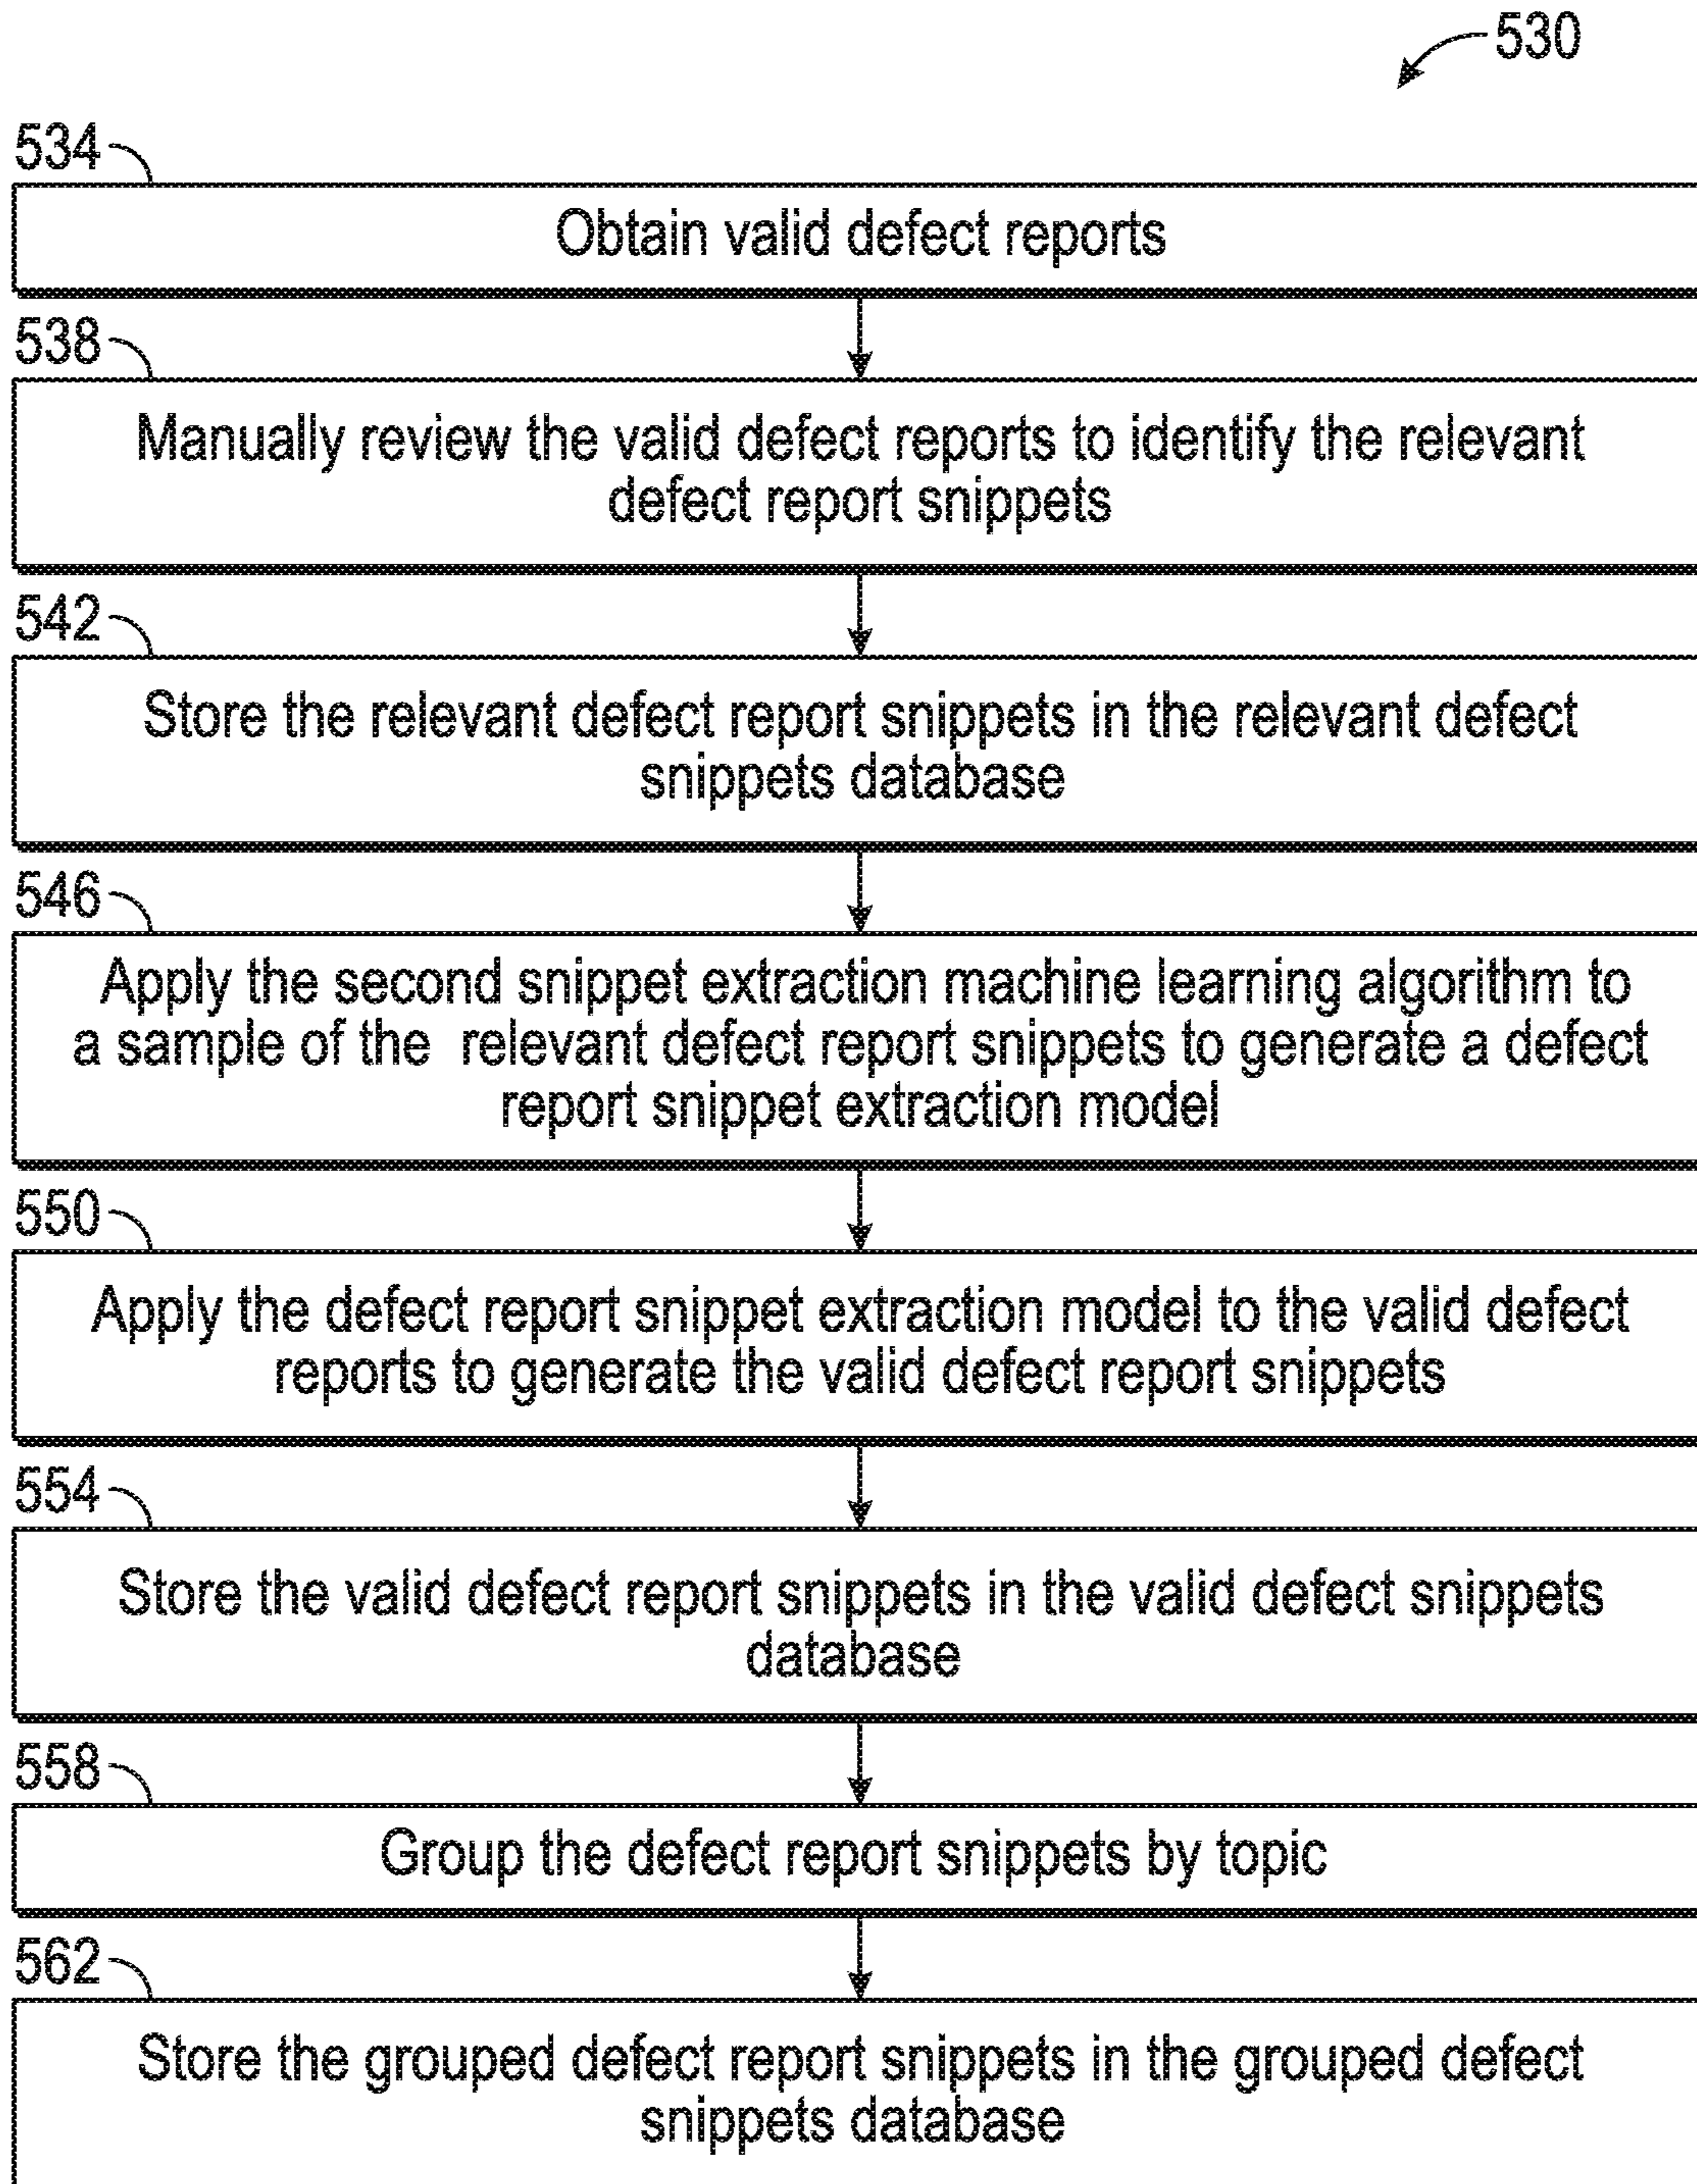 530
534
Obtain valid defect reports
538
Manually review the valid defect reports to identify the relevant
defect report snippets
542
Store the relevant defect report snippets in the relevant defect
snippets database
546
Apply the second snippet extraction machine learning algorithm to
a sample of the relevant defect report snippets to generate a defect
report snippet extraction model
550
Apply the defect report snippet extraction model to the valid defect
reports to generate the valid defect report snippets
554
Store the valid defect report snippets in the valid defect snippets
database
558
Group the defect report snippets by topic
562
Store the grouped defect report snippets in the grouped defect
snippets database